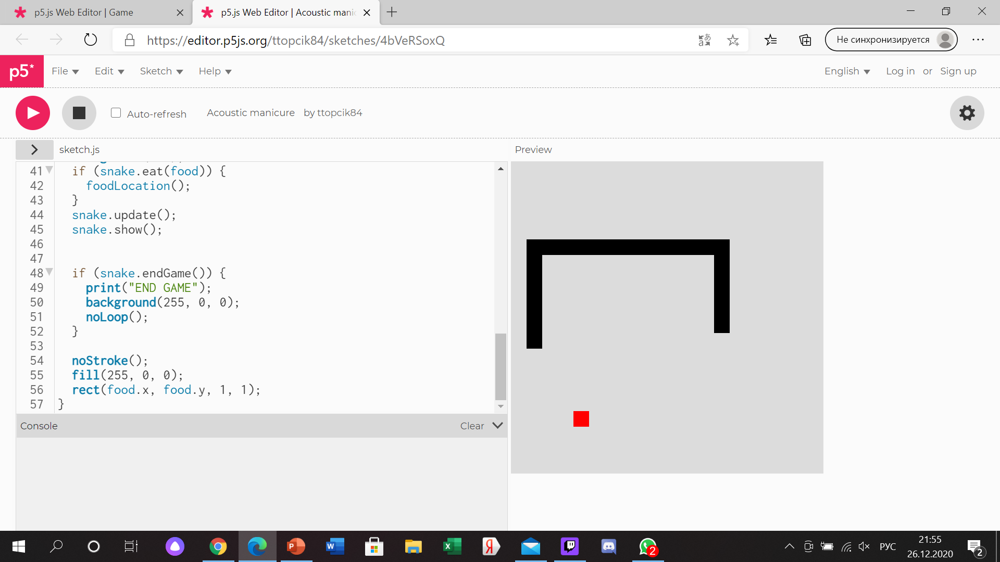 p5.js Web Editor | Game
p5.js Web Editor | Acoustic manic
https://editor.p5js.org/ttopcik84/sketches/4bVeRSoxQ
Не синхронизируется
p5*
File
Edit
Sketch
Help
English
Log in or Sign up
Auto-refresh
Acoustic manicure by ttopcik84
sketch.js
Preview
41 if (snake.eat(food)) {
42 foodLocation();
43 }
44 snake.update();
45 snake.show();
46
47
48 if (snake.endGame()) {
49 print("END GAME");
50 background(255, 0, 0);
51 noLoop();
52 }
53
54 noStroke();
55 fill(255, 0, 0);
56 rect(food.x, food.y, 1, 1);
57 }
Console
Clear
P
W
X
Я
2
РУС
21:55
26.12.2020
2